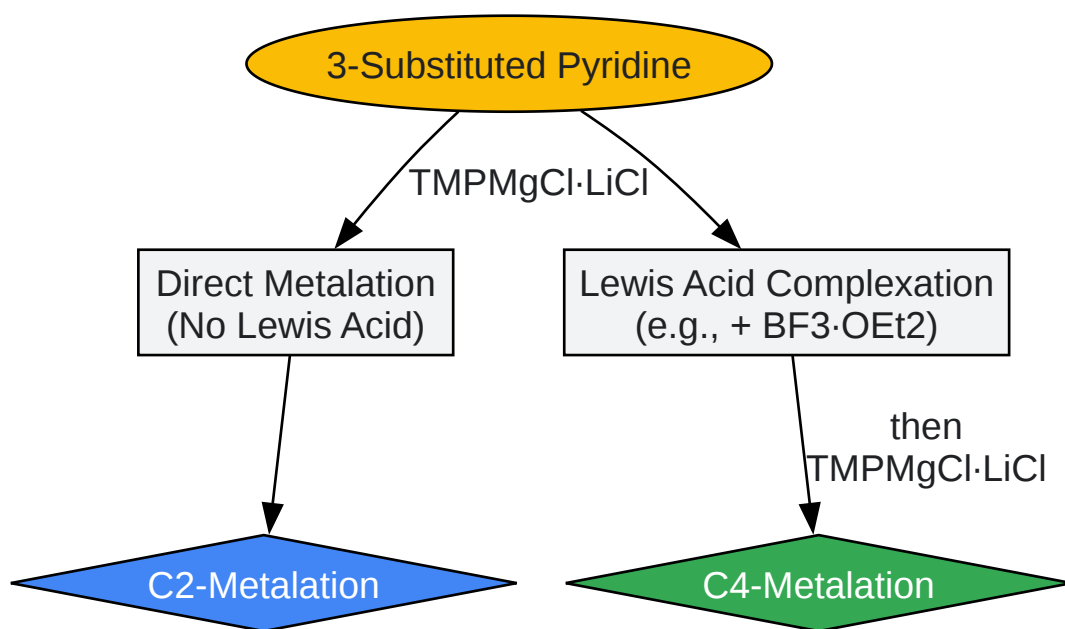 3-Substituted Pyridine
TMPMgCl·LiCl
Direct Metalation
(No Lewis Acid)
Lewis Acid Complexation
(e.g., + BF3·OEt2)
then
TMPMgCl·LiCl
C2-Metalation
C4-Metalation